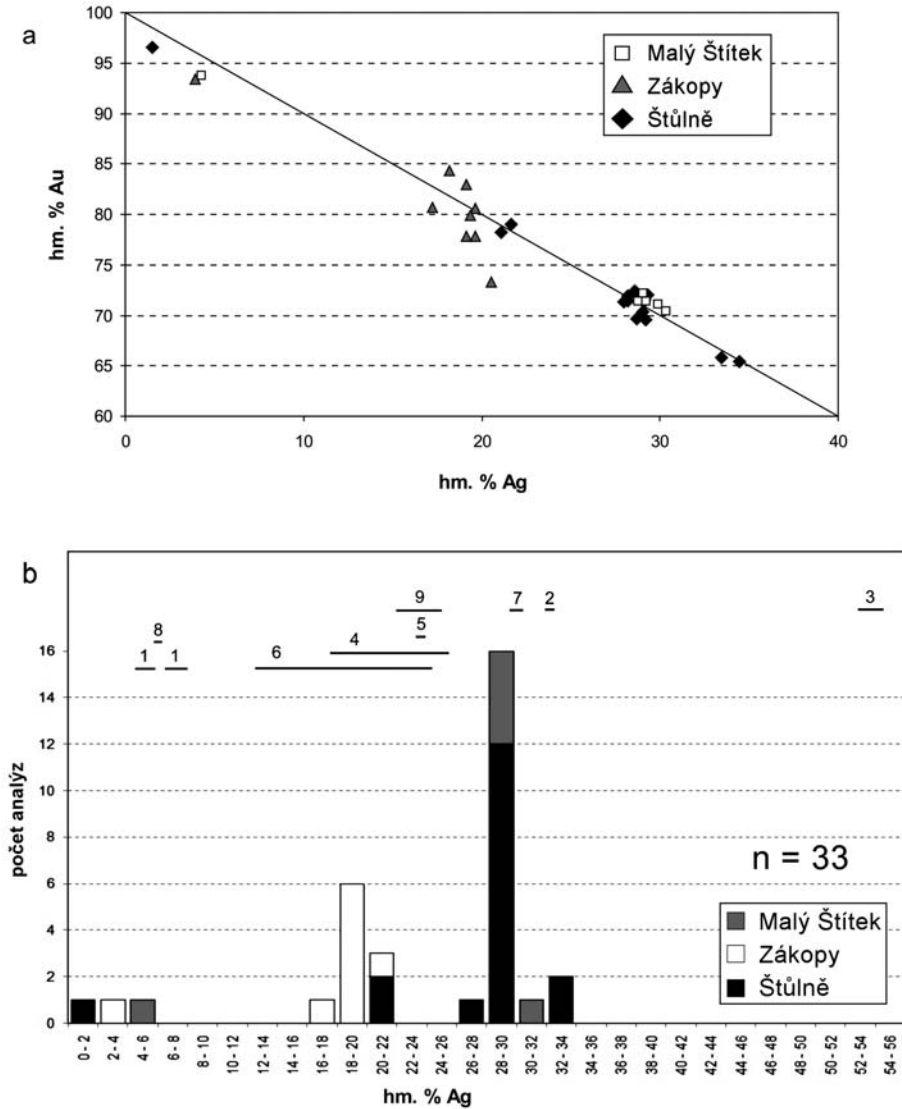 a
100
95
90
85
80
75
70
65
60
hm. % Au
0 10 20 30 40
hm. % Ag
Malý Štítek
Zákopy
Štůlně
b
9 7 2 3
8 5
1 1 6 4
16
14
12
10
8
6
4
2
0
počet analýz
n = 33
Malý Štítek
Zákopy
Štůlně
0 - 2
2 - 4
4 - 6
6 - 8
8 - 10
10 - 12
12 - 14
14 - 16
16 - 18
18 - 20
20 - 22
22 - 24
24 - 26
26 - 28
28 - 30
30 - 32
32 - 34
34 - 36
36 - 38
38 - 40
40 - 42
42 - 44
44 - 46
46 - 48
48 - 50
50 - 52
52 - 54
54 - 56
hm. % Ag